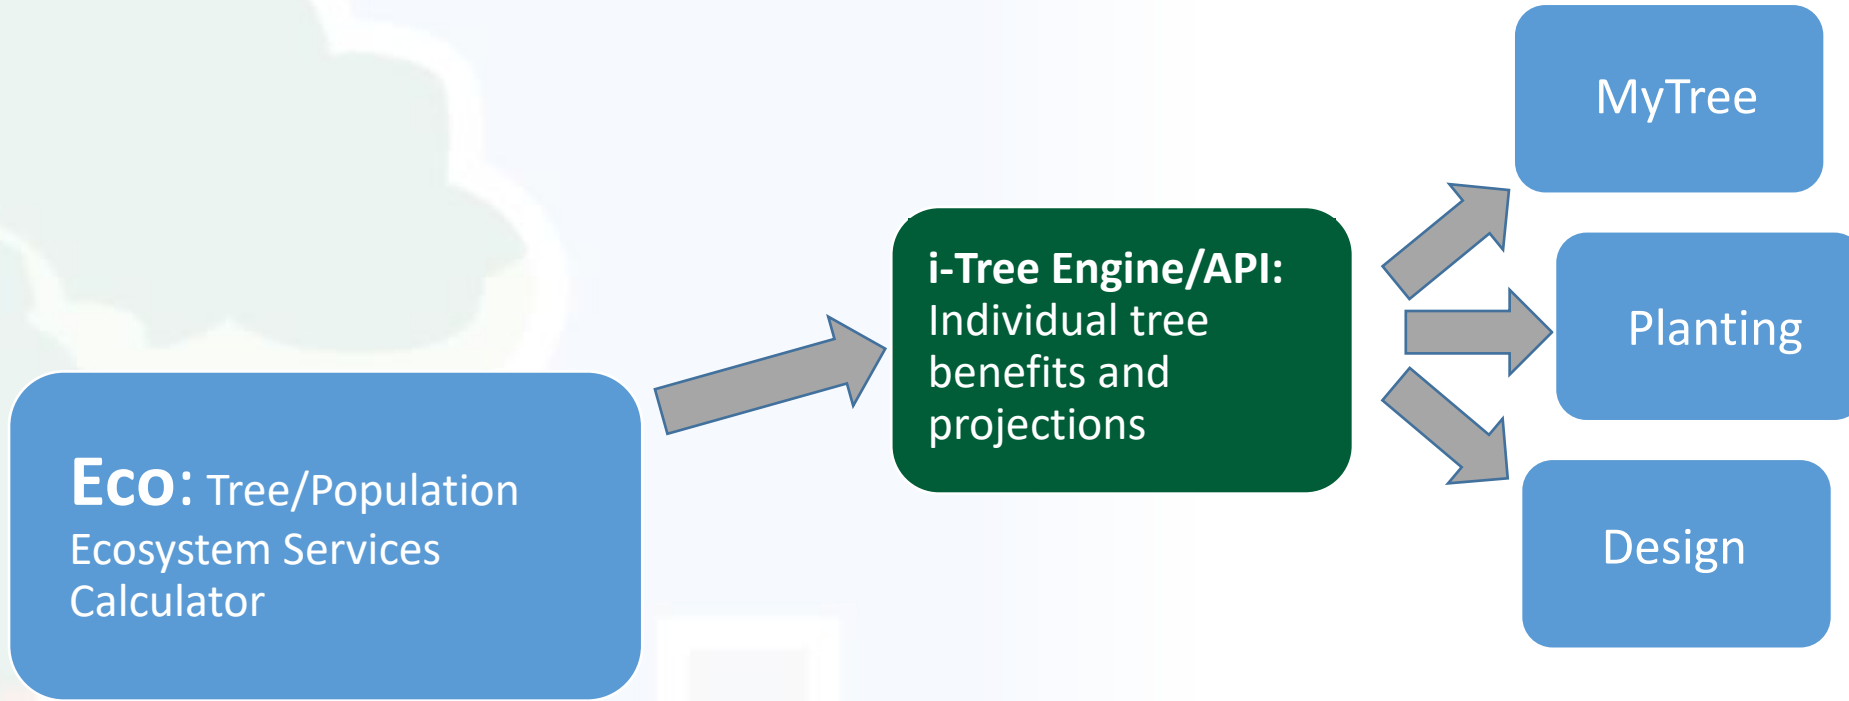 MyTree
i-Tree Engine/API:
Individual tree
benefits and
projections
Planting
Eco: Tree/Population
Ecosystem Services
Calculator
Design